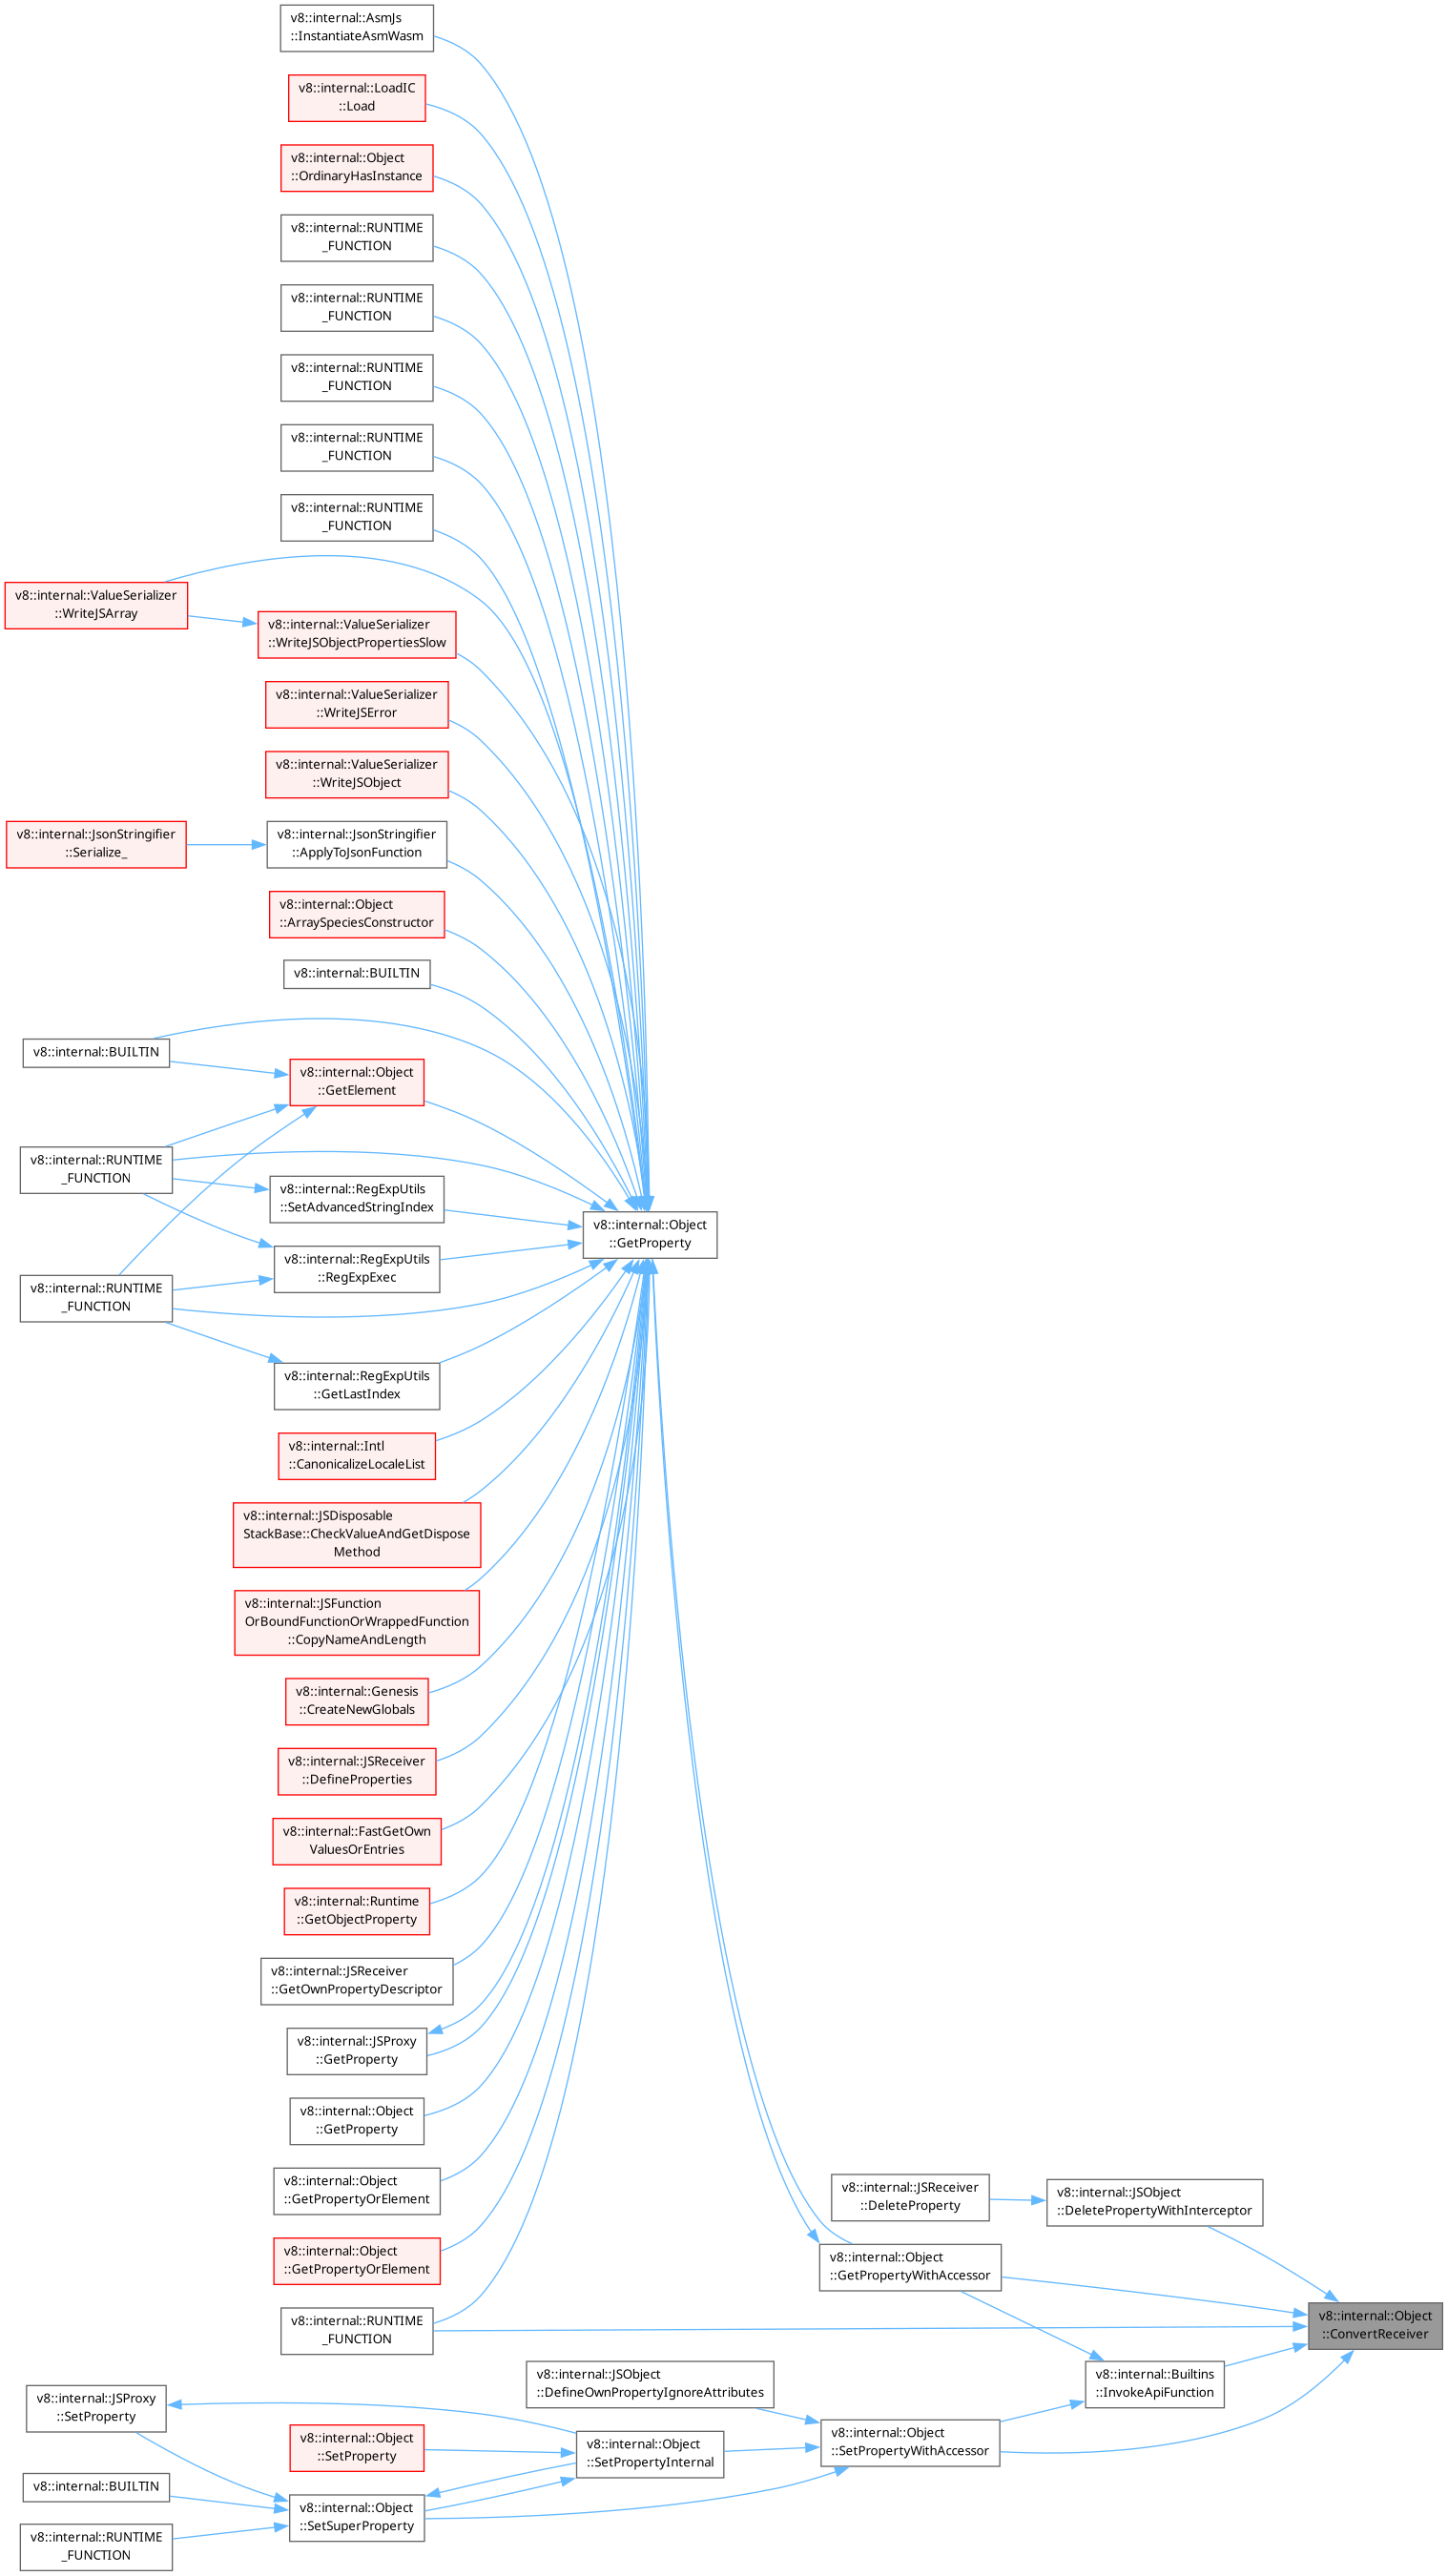 v8::internal::AsmJs
::InstantiateAsmWasm
v8::internal::LoadIC
::Load
v8::internal::Object
::OrdinaryHasInstance
v8::internal::RUNTIME
_FUNCTION
v8::internal::RUNTIME
_FUNCTION
v8::internal::RUNTIME
_FUNCTION
v8::internal::RUNTIME
_FUNCTION
v8::internal::RUNTIME
_FUNCTION
v8::internal::ValueSerializer
::WriteJSArray
v8::internal::ValueSerializer
::WriteJSObjectPropertiesSlow
v8::internal::ValueSerializer
::WriteJSError
v8::internal::ValueSerializer
::WriteJSObject
v8::internal::JsonStringifier
::Serialize_
v8::internal::JsonStringifier
::ApplyToJsonFunction
v8::internal::Object
::ArraySpeciesConstructor
v8::internal::BUILTIN
v8::internal::BUILTIN
v8::internal::Object
::GetElement
v8::internal::RUNTIME
_FUNCTION
v8::internal::RegExpUtils
::SetAdvancedStringIndex
v8::internal::Object
::GetProperty
v8::internal::RegExpUtils
::RegExpExec
v8::internal::RUNTIME
_FUNCTION
v8::internal::RegExpUtils
::GetLastIndex
v8::internal::Intl
::CanonicalizeLocaleList
v8::internal::JSDisposable
StackBase::CheckValueAndGetDispose
Method
v8::internal::JSFunction
OrBoundFunctionOrWrappedFunction
::CopyNameAndLength
v8::internal::Genesis
::CreateNewGlobals
v8::internal::JSReceiver
::DefineProperties
v8::internal::FastGetOwn
ValuesOrEntries
v8::internal::Runtime
::GetObjectProperty
v8::internal::JSReceiver
::GetOwnPropertyDescriptor
v8::internal::JSProxy
::GetProperty
v8::internal::Object
::GetProperty
v8::internal::Object
::GetPropertyOrElement
v8::internal::JSReceiver
::DeleteProperty
v8::internal::JSObject
::DeletePropertyWithInterceptor
v8::internal::Object
::GetPropertyOrElement
v8::internal::Object
::GetPropertyWithAccessor
v8::internal::RUNTIME
_FUNCTION
v8::internal::Object
::ConvertReceiver
v8::internal::JSObject
::DefineOwnPropertyIgnoreAttributes
v8::internal::Builtins
::InvokeApiFunction
v8::internal::JSProxy
::SetProperty
v8::internal::Object
::SetProperty
v8::internal::Object
::SetPropertyInternal
v8::internal::Object
::SetPropertyWithAccessor
v8::internal::BUILTIN
v8::internal::Object
::SetSuperProperty
v8::internal::RUNTIME
_FUNCTION